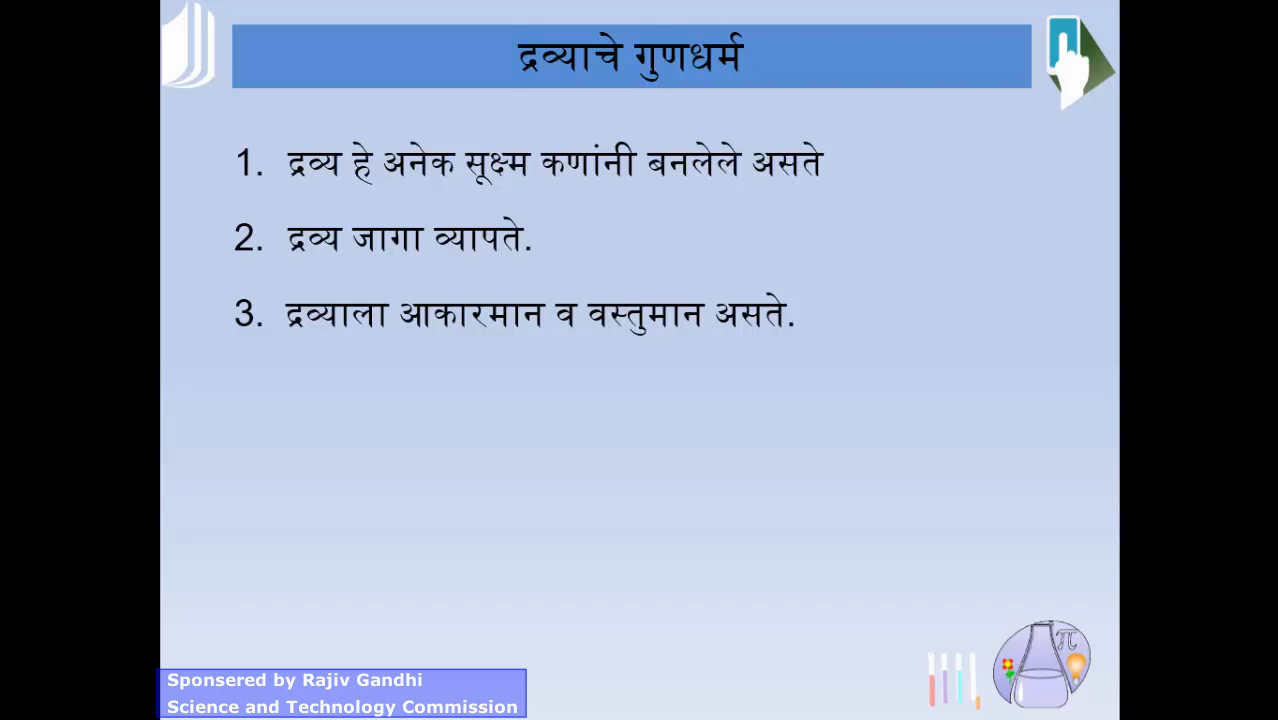 द्रव्याचे गुणधर्म
1. द्रव्य हे अनेक सूक्ष्म कणांनी बनलेले असते
2. द्रव्य जागा व्यापते.
3. द्रव्याला आकारमान व वस्तुमान असते.
π
Sponsered by Rajiv Gandhi
Science and Technology Commission